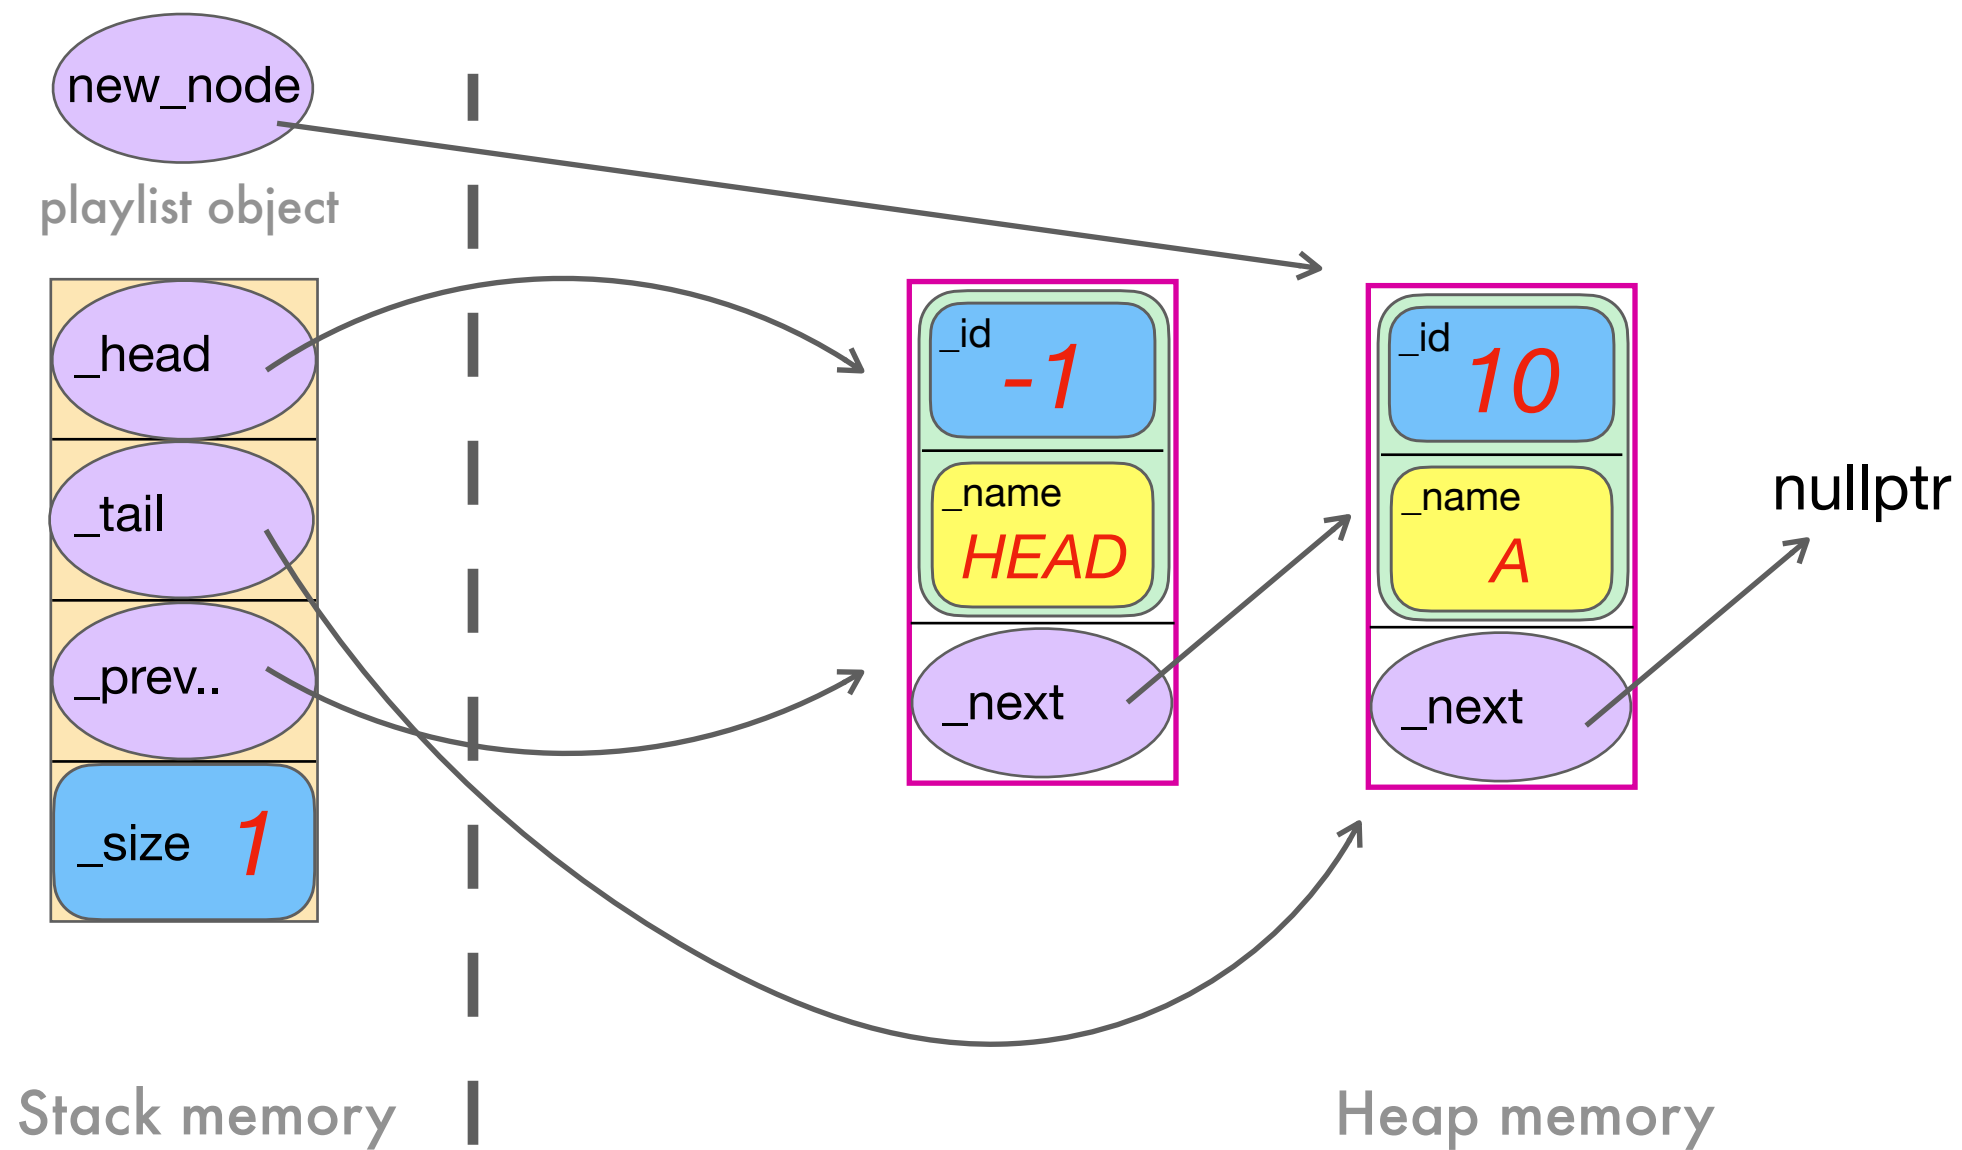 new_node
playlist object
_head
_tail
_prev..
_size 1
_id
-1
_name
HEAD
_next
_id
10
_name
A
_next
nullptr
Stack memory
Heap memory